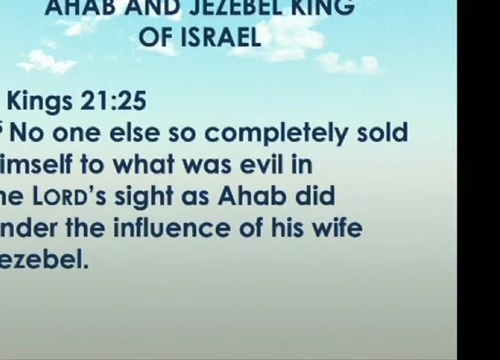 AHAB AND JEZEBEL KING
OF ISRAEL
Kings 21:25
No one else so completely sold
imself to what was evil in
he LORD's sight as Ahab did
nder the influence of his wife
ezebel.